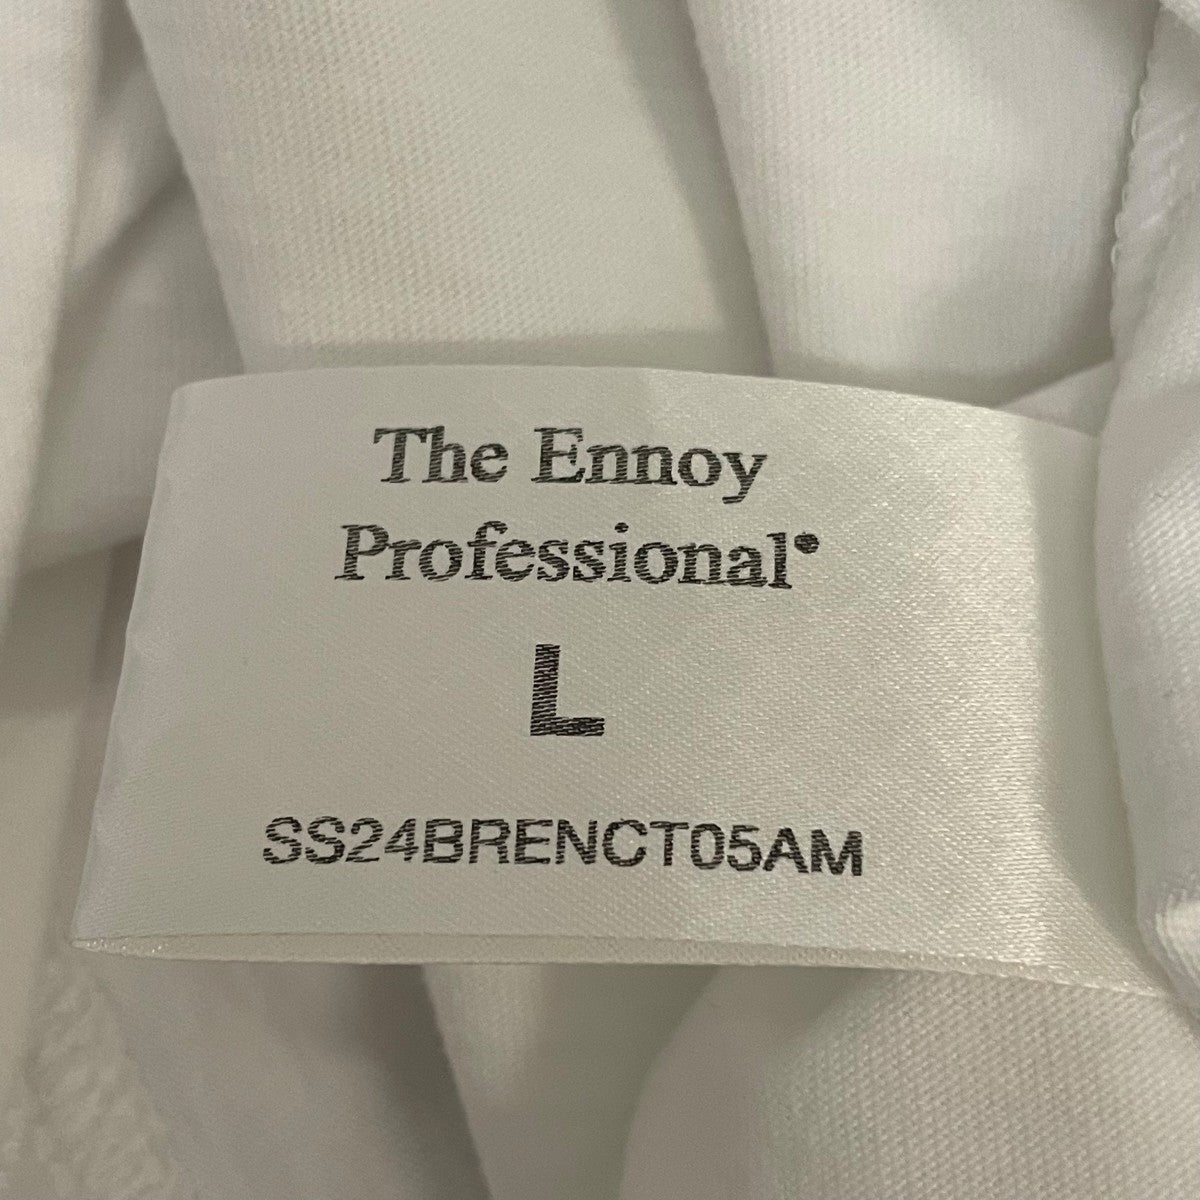 The Ennoy
Professional®
L
SS24BRENCT05AM